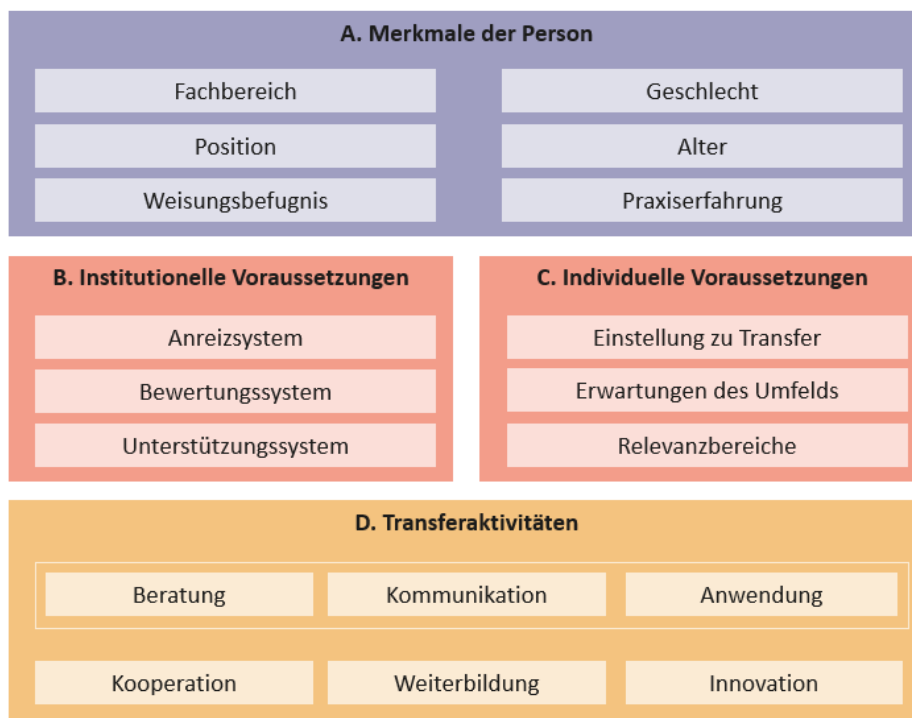 A. Merkmale der Person
Fachbereich
Geschlecht
Position
Alter
Weisungsbefugnis
Praxiserfahrung
B. Institutionelle Voraussetzungen
Anreizsystem
Bewertungssystem
Unterstützungssystem
C. Individuelle Voraussetzungen
Einstellung zu Transfer
Erwartungen des Umfelds
Relevanzbereiche
D. Transferaktivitäten
Beratung
Kommunikation
Anwendung
Kooperation
Weiterbildung
Innovation